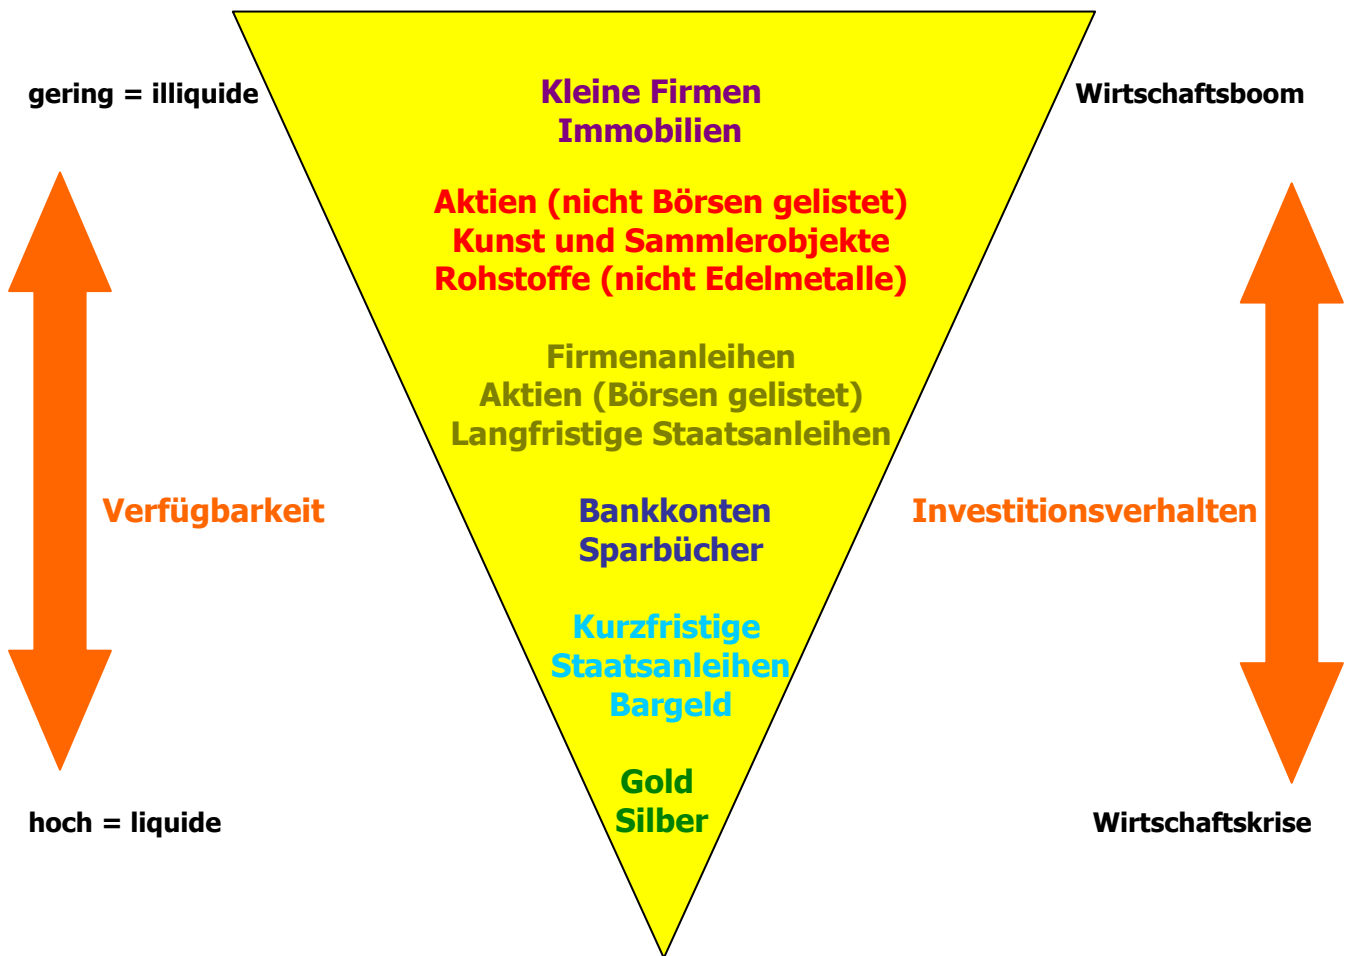 gering = illiquide
Kleine Firmen
Immobilien
Wirtschaftsboom
Aktien (nicht Börsen gelistet)
Kunst und Sammlerobjekte
Rohstoffe (nicht Edelmetalle)
Firmenanleihen
Aktien (Börsen gelistet)
Langfristige Staatsanleihen
Verfügbarkeit
Bankkonten
Sparbücher
Investitionsverhalten
Kurzfristige
Staatsanleihen
Bargeld
Gold
Silber
hoch = liquide
Wirtschaftskrise